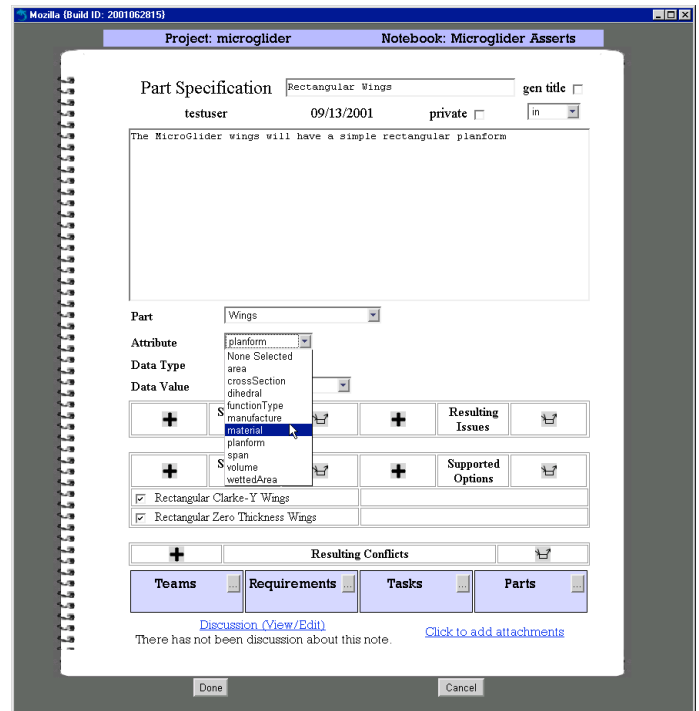 Mozilla {Build ID: 2001062815}
Project: microglider Notebook: Microglider Asserts
Part Specification Rectangular Wings gen title
testuser 09/13/2001 private in
The MicroGlider wings will have a simple rectangular planform
Part Wings
Attribute planform
None Selected
Data Type
area
crossSection
Data Value
dihedral
functionType
manufacture
material
planform
span
volume
wettedArea
Resulting
Issues
Supported
Options
Rectangular Clarke-Y Wings
Rectangular Zero Thickness Wings
Resulting Conflicts
Teams ... Requirements ... Tasks ... Parts ...
Discussion (View/Edit)
There has not been discussion about this note.
Click to add attachments
Done Cancel